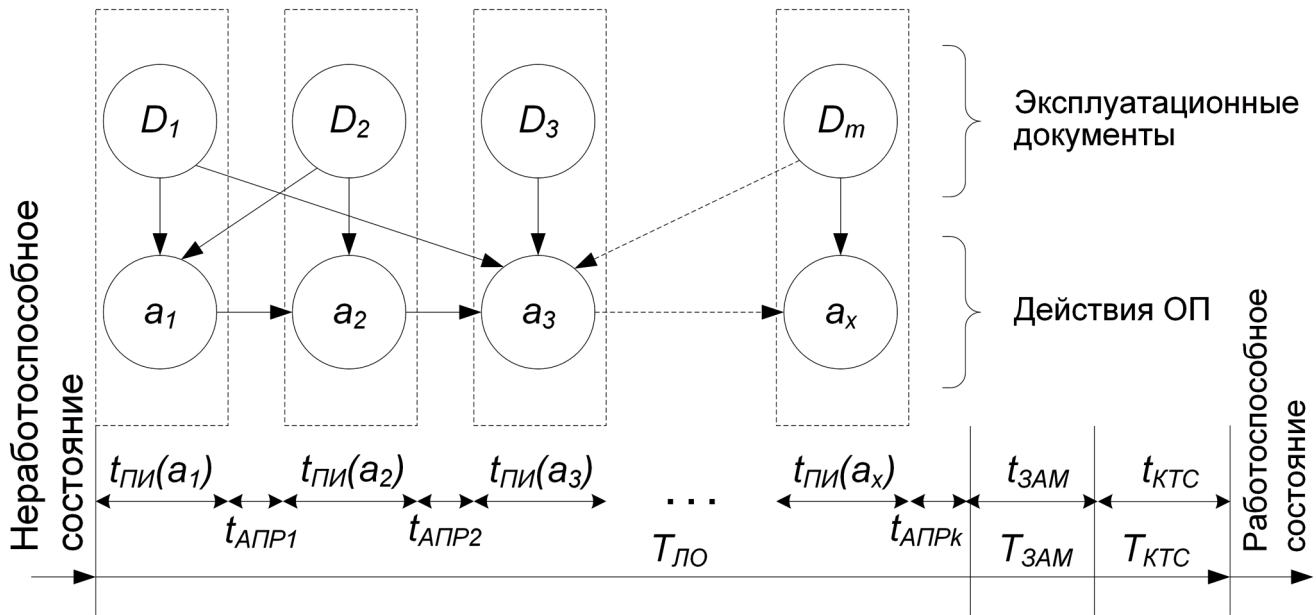 D1
D2
D3
Dm
Эксплуатационные
документы
a1
a2
a3
ax
Действия ОП
Неработоспособное
состояние
tПИ(a1)
tПИ(a2)
tПИ(a3)
...
tПИ(ax)
tЗАМ
tКТС
tАПР1
tАПР2
tАПРk
TЛО
TЗАМ
TКТС
Работоспособное
состояние